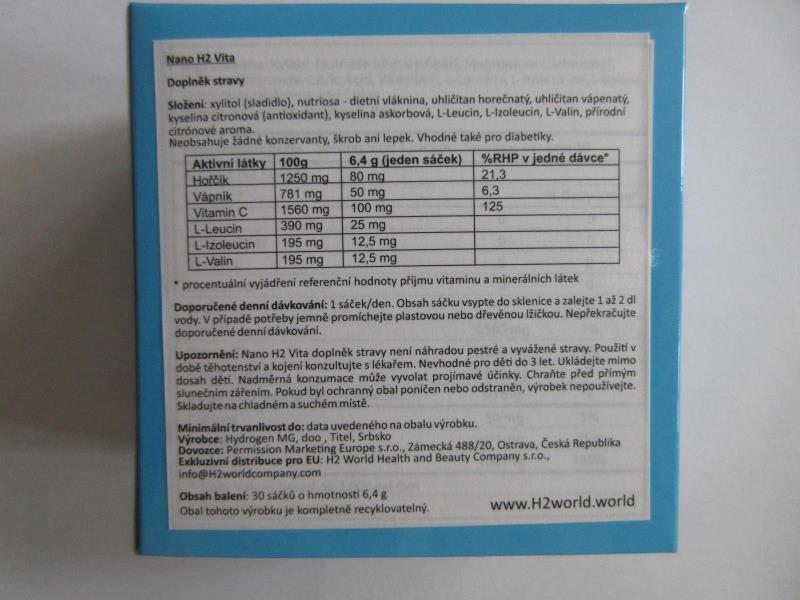 Nano H2 Vita
Doplněk stravy
Složení: xylitol (sladidlo), nutriosa - dietní vláknina, uhličitan horečnatý, uhličitan vápenatý,
kyselina citronová (antioxidant), kyselina askorbová, L-Leucin, L-Izoleucin, L-Valin, přírodní
citrónové aroma.
Neobsahuje žádné konzervanty, škrob ani lepek. Vhodné také pro diabetiky.
Aktivní látky 100g 6,4 g (jeden sáček) %RHP v jedné dávce*
Hořčík 1250 mg 80 mg 21,3
Vápník 781 mg 50 mg 6,3
Vitamin C 1560 mg 100 mg 125
L-Leucin 390 mg 25 mg
L-Izoleucin 195 mg 12,5 mg
L-Valin 195 mg 12,5 mg
* procentuální vyjádření referenční hodnoty příjmu vitaminu a minerálních látek
Doporučené denní dávkování: 1 sáček/den. Obsah sáčku vsypte do sklenice a zalejte 1 až 2 dl
vody. V případě potřeby jemně promíchejte plastovou nebo dřevěnou lžičkou. Nepřekračujte
doporučené denní dávkování.
Upozornění: Nano H2 Vita doplněk stravy není náhradou pestré a vyvážené stravy. Použití v
době těhotenství a kojení konzultujte s lékařem. Nevhodné pro děti do 3 let. Ukládejte mimo
dosah dětí. Nadměrná konzumace může vyvolat projímavé účinky. Chraňte před přímým
slunečním zářením. Pokud byl ochranný obal poničen nebo odstraněn, výrobek nepoužívejte.
Skladujte na chladném a suchém místě.
Minimální trvanlivost do: data uvedeného na obalu výrobku.
Výrobce: Hydrogen MG, doo , Titel, Srbsko
Dovozce: Permission Marketing Europe s.r.o., Zámecká 488/20, Ostrava, Česká Republika
Exkluzivní distribuce pro EU: H2 World Health and Beauty Company s.r.o.,
info@H2worldcompany.com
Obsah balení: 30 sáčků o hmotnosti 6,4 g
Obal tohoto výrobku je kompletně recyklovatelný.
www.H2world.world